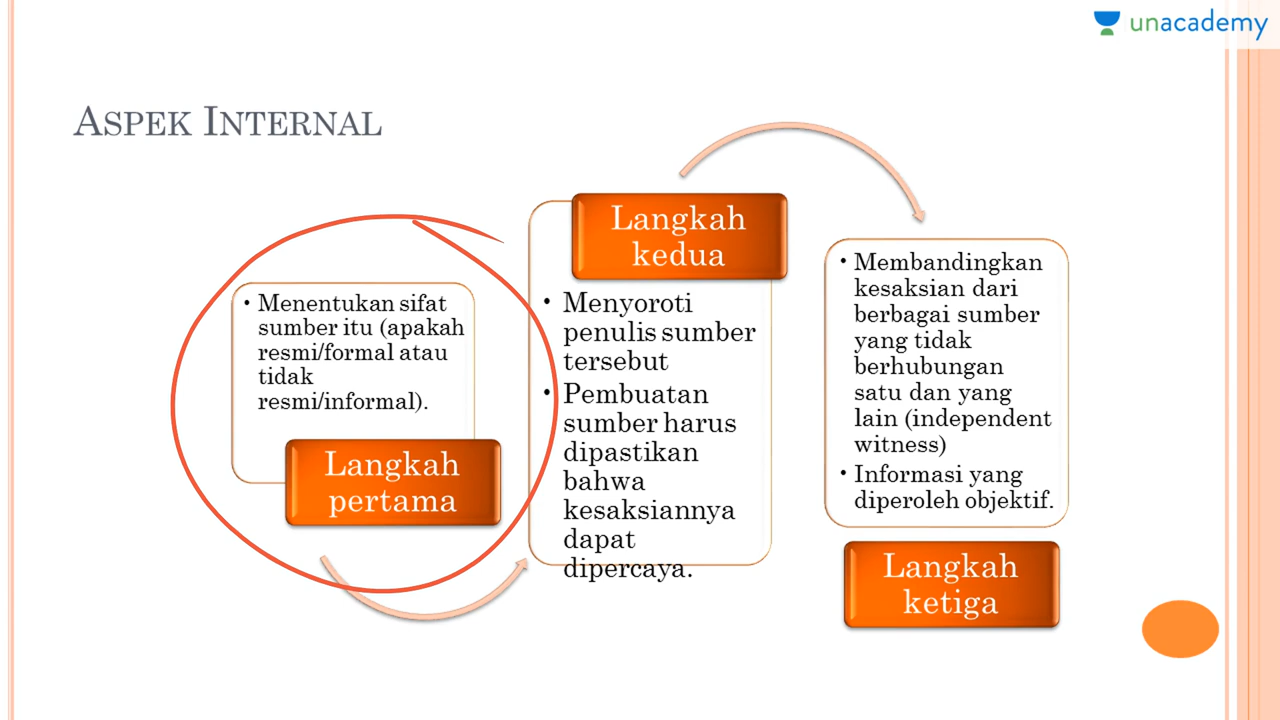 unacademy
ASPEK INTERNAL
• Menentukan sifat
sumber itu (apakah
resmi/formal atau
tidak
resmi/informal).
Langkah
pertama
Langkah
kedua
• Menyoroti
penulis sumber
tersebut
• Pembuatan
sumber harus
dipastikan
bahwa
kesaksiannya
dapat
dipercaya.
• Membandingkan
kesaksian dari
berbagai sumber
yang tidak
berhubungan
satu dan yang
lain (independent
witness)
• Informasi yang
diperoleh objektif.
Langkah
ketiga